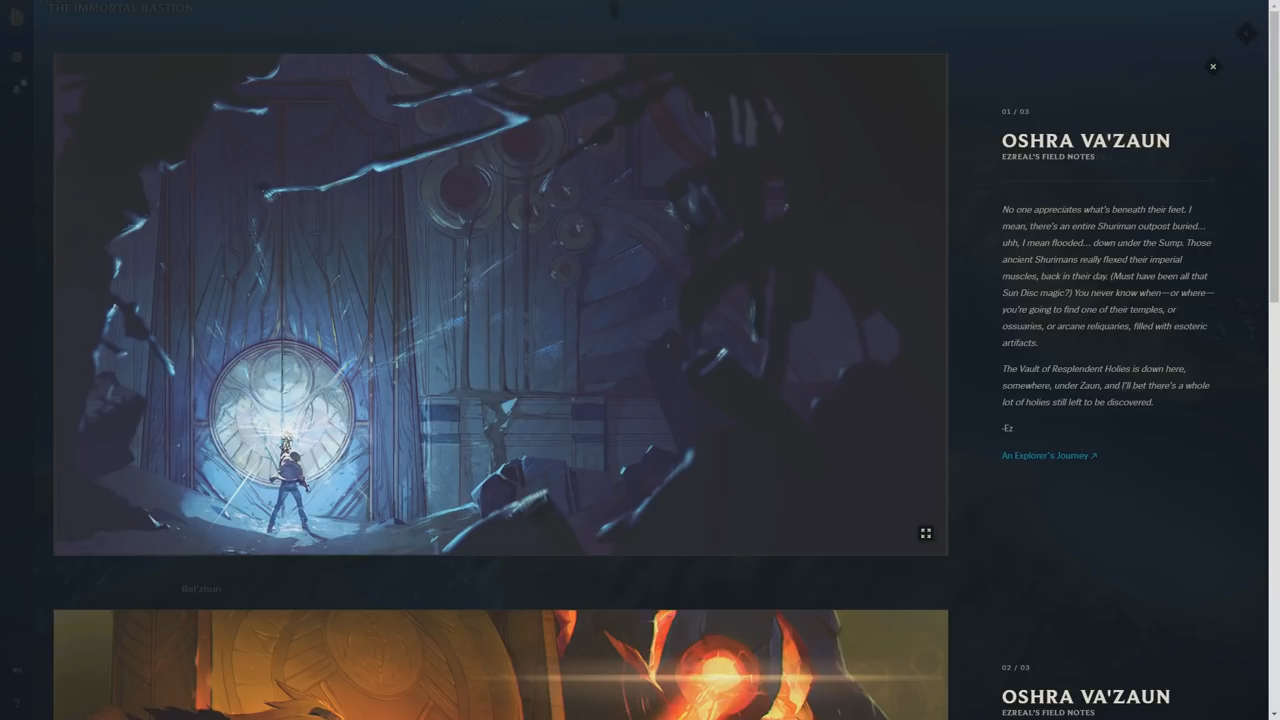 THE IMMORTAL BASTION
01 / 03
OSHRA VA'ZAUN
EZREAL'S FIELD NOTES
No one appreciates what's beneath their feet. I
mean, there's an entire Shuriman outpost buried...
uhh, I mean flooded... down under the Sump. Those
ancient Shurimans really flexed their imperial
muscles, back in their day. (Must have been all that
Sun Disc magic?) You never know when—or where—
you're going to find one of their temples, or
ossuaries, or arcane reliquaries, filled with esoteric
artifacts.
The Vault of Resplendent Holies is down here,
somewhere, under Zaun, and I'll bet there's a whole
lot of holies still left to be discovered.
-Ez
An Explorer's Journey ↗
Rel'zhun
02 / 03
OSHRA VA'ZAUN
EZREAL'S FIELD NOTES